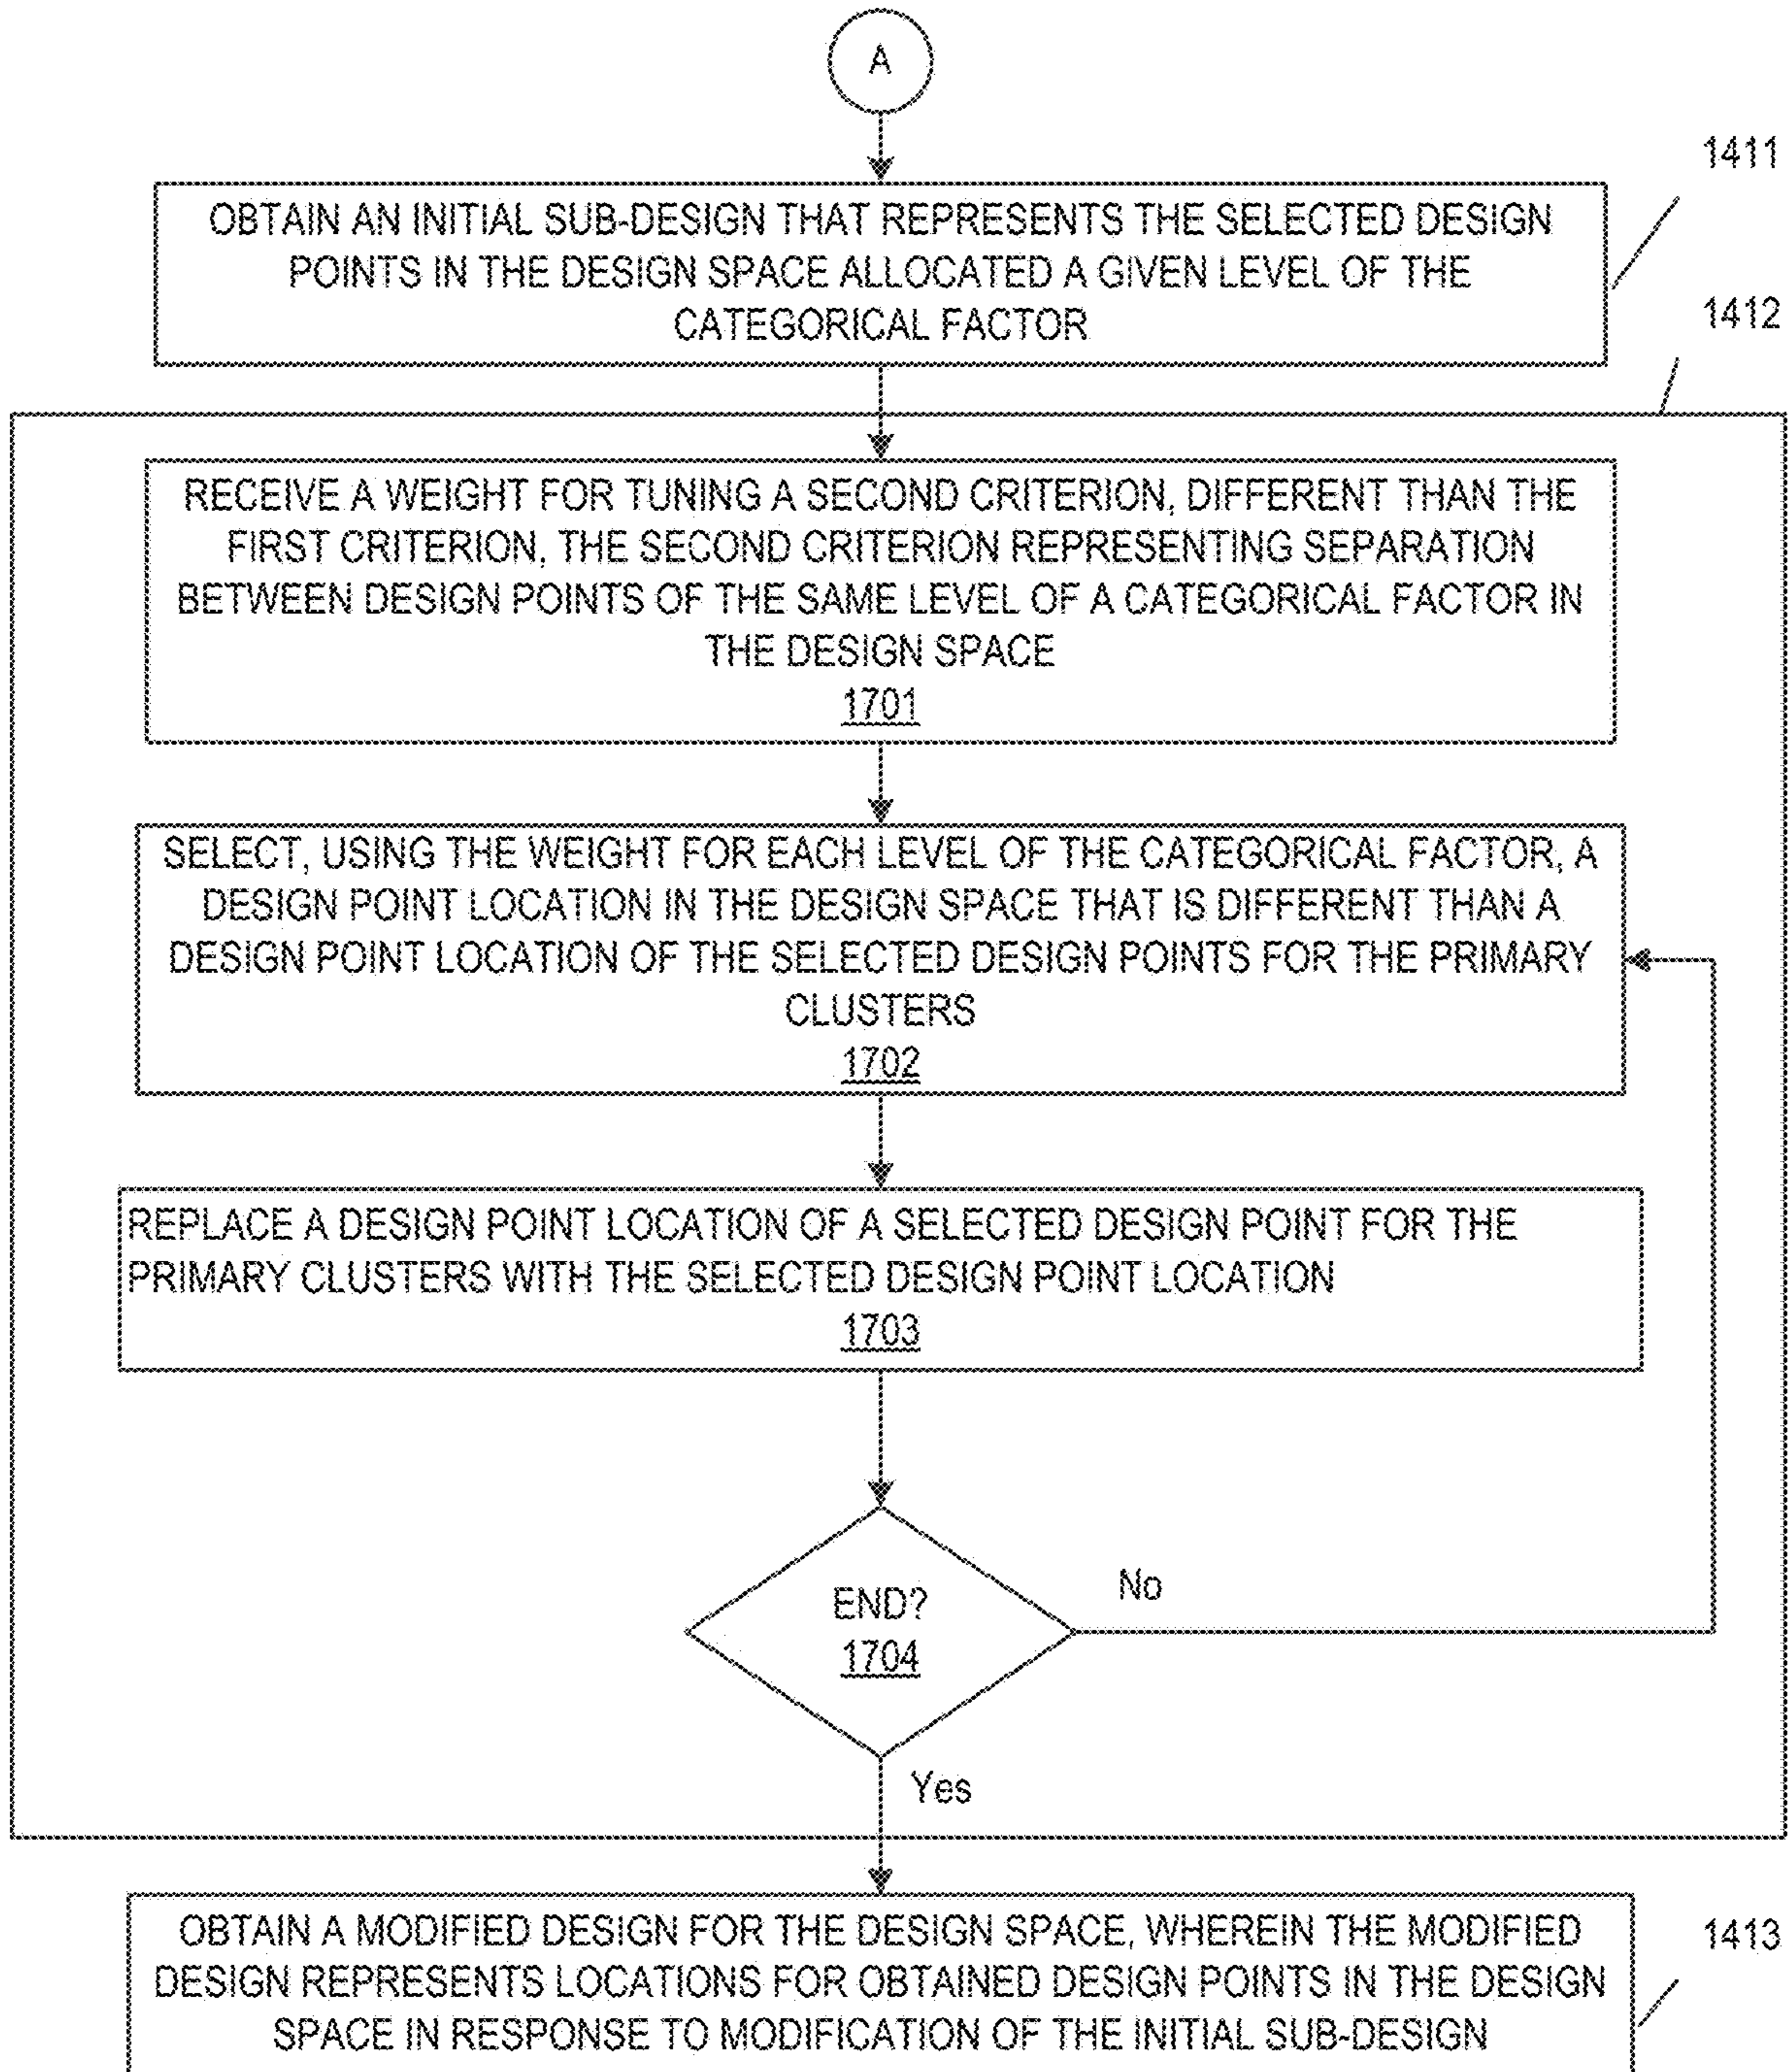 A
1411
OBTAIN AN INITIAL SUB-DESIGN THAT REPRESENTS THE SELECTED DESIGN
POINTS IN THE DESIGN SPACE ALLOCATED A GIVEN LEVEL OF THE
CATEGORICAL FACTOR
1412
RECEIVE A WEIGHT FOR TUNING A SECOND CRITERION, DIFFERENT THAN THE
FIRST CRITERION, THE SECOND CRITERION REPRESENTING SEPARATION
BETWEEN DESIGN POINTS OF THE SAME LEVEL OF A CATEGORICAL FACTOR IN
THE DESIGN SPACE
1701
SELECT, USING THE WEIGHT FOR EACH LEVEL OF THE CATEGORICAL FACTOR, A
DESIGN POINT LOCATION IN THE DESIGN SPACE THAT IS DIFFERENT THAN A
DESIGN POINT LOCATION OF THE SELECTED DESIGN POINTS FOR THE PRIMARY
CLUSTERS
1702
REPLACE A DESIGN POINT LOCATION OF A SELECTED DESIGN POINT FOR THE
PRIMARY CLUSTERS WITH THE SELECTED DESIGN POINT LOCATION
1703
END?
1704
No
Yes
OBTAIN A MODIFIED DESIGN FOR THE DESIGN SPACE, WHEREIN THE MODIFIED
DESIGN REPRESENTS LOCATIONS FOR OBTAINED DESIGN POINTS IN THE DESIGN
SPACE IN RESPONSE TO MODIFICATION OF THE INITIAL SUB-DESIGN
1413